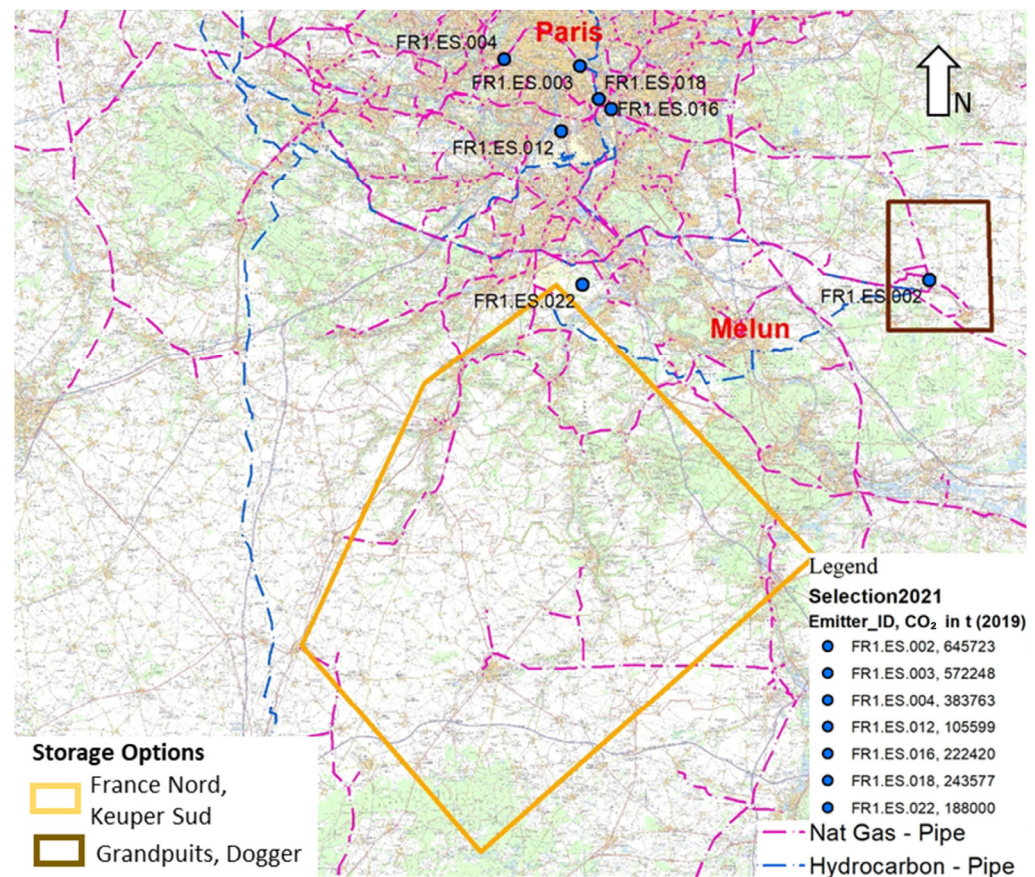 Paris
FR1.ES.004
FR1.ES.003
FR1.ES.018
FR1.ES.016
FR1.ES.012
N
FR1.ES.002
FR1.ES.022
Melun
Legend
Selection2021
Emitter_ID, CO₂ in t (2019)
FR1.ES.002, 645723
FR1.ES.003, 572248
FR1.ES.004, 383763
FR1.ES.012, 105599
FR1.ES.016, 222420
FR1.ES.018, 243577
FR1.ES.022, 188000
Nat Gas - Pipe
Hydrocarbon - Pipe
Storage Options
France Nord,
Keuper Sud
Grandpuits, Dogger